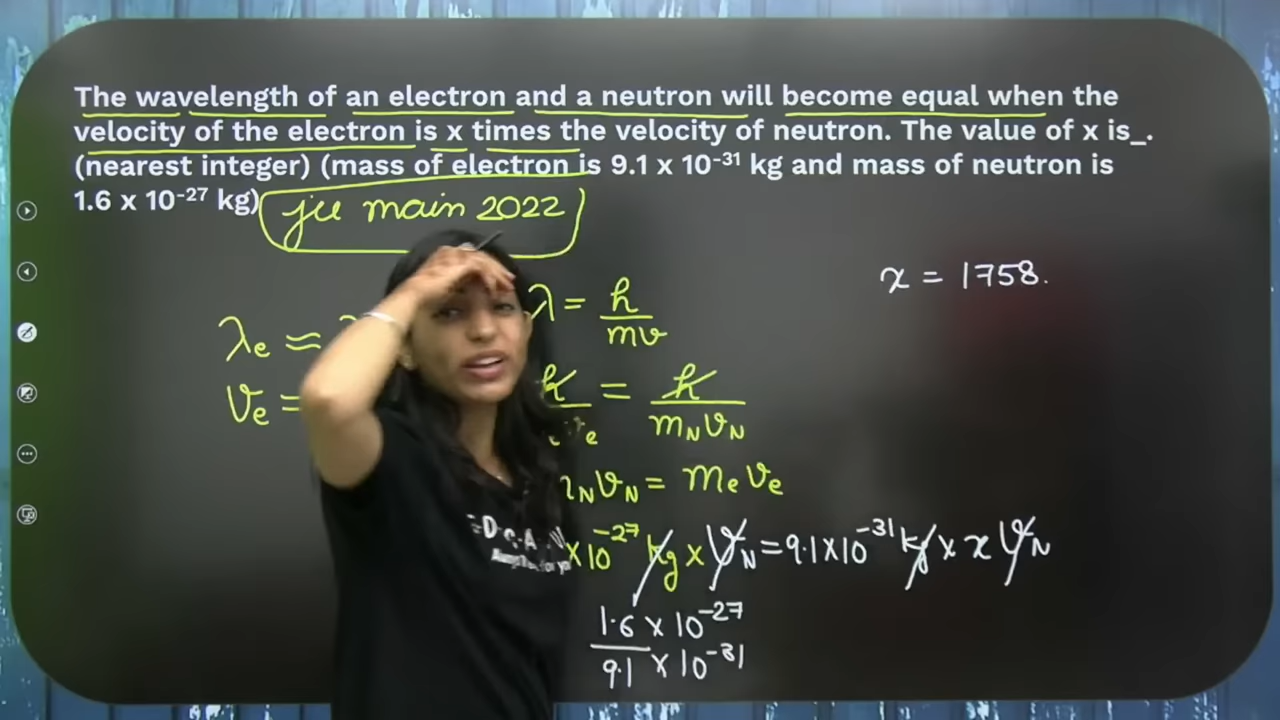 The wavelength of an electron and a neutron will become equal when the
velocity of the electron is x times the velocity of neutron. The value of x is_.
(nearest integer) (mass of electron is 9.1 x 10⁻³¹ kg and mass of neutron is
1.6 x 10⁻²⁷ kg)
jee main 2022
x = 1758.
λe ≈ λ = h/mv
ve = h = h/mNvN
NvN = meve
×10⁻²⁷ kg × vN = 9.1×10⁻³¹ kg × x vN
1.6 × 10⁻²⁷
9.1 × 10⁻³¹